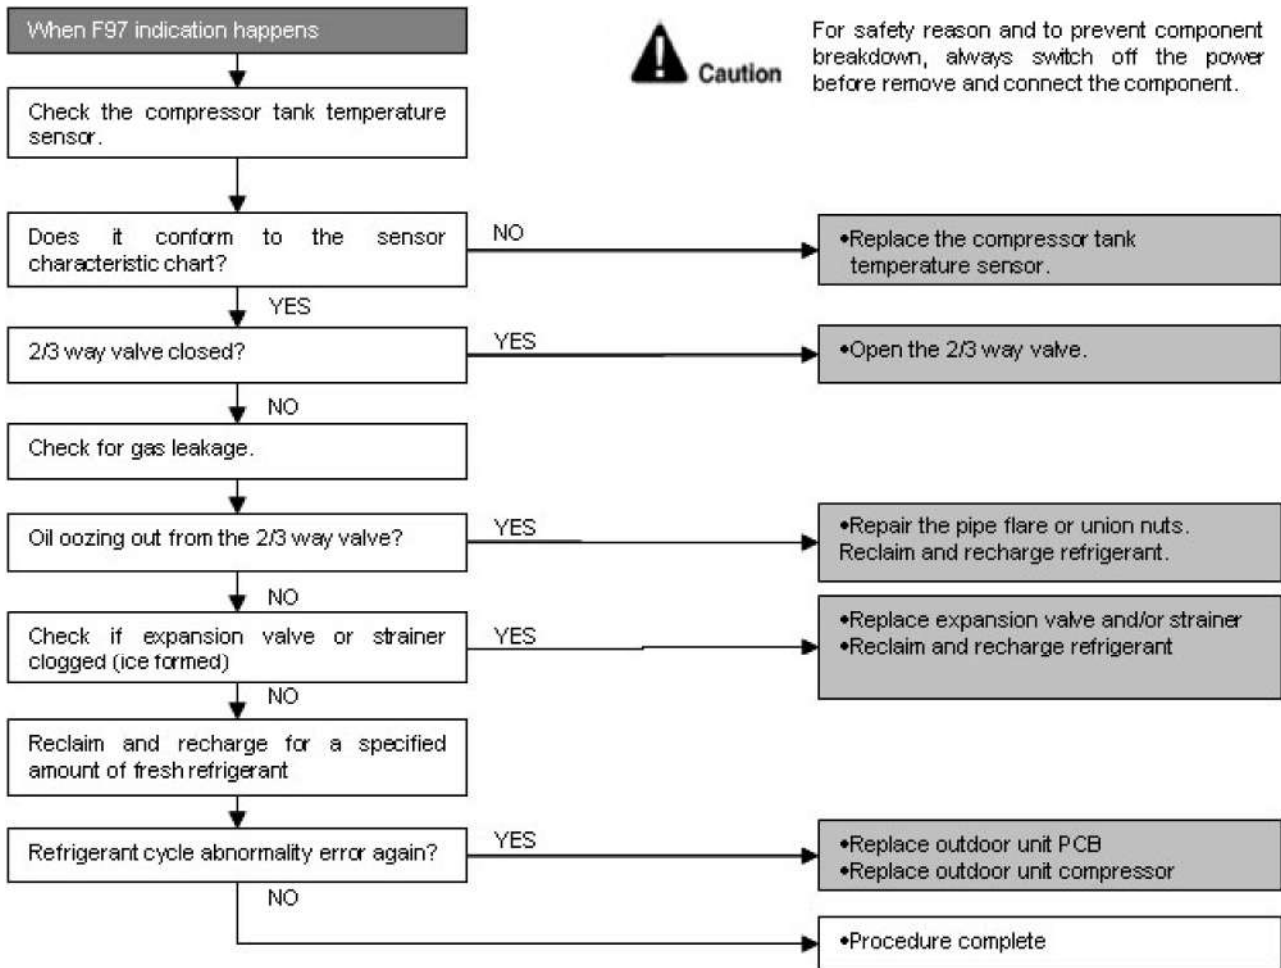 When F97 indication happens
Caution
For safety reason and to prevent component
breakdown, always switch off the power
before remove and connect the component.
Check the compressor tank temperature
sensor.
Does it conform to the sensor
characteristic chart?
NO
•Replace the compressor tank
temperature sensor.
YES
2/3 way valve closed?
YES
•Open the 2/3 way valve.
NO
Check for gas leakage.
Oil oozing out from the 2/3 way valve?
YES
•Repair the pipe flare or union nuts.
Reclaim and recharge refrigerant.
NO
Check if expansion valve or strainer
clogged (ice formed)
YES
•Replace expansion valve and/or strainer
•Reclaim and recharge refrigerant
NO
Reclaim and recharge for a specified
amount of fresh refrigerant
Refrigerant cycle abnormality error again?
YES
•Replace outdoor unit PCB
•Replace outdoor unit compressor
NO
•Procedure complete